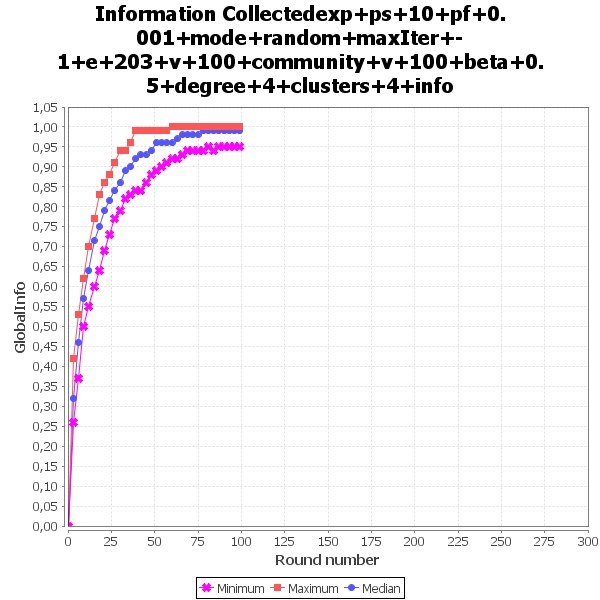 Information Collectedexp+ps+10+pf+0.
001+mode+random+maxIter+-
1+e+203+v+100+community+v+100+beta+0.
5+degree+4+clusters+4+info
1,05
1,00
0,95
0,90
0,85
0,80
0,75
0,70
0,65
0,60
0,55
0,50
0,45
0,40
0,35
0,30
0,25
0,20
0,15
0,10
0,05
0,00
GlobalInfo
0 25 50 75 100 125 150 175 200 225 250 275 300
Round number
Minimum Maximum Median